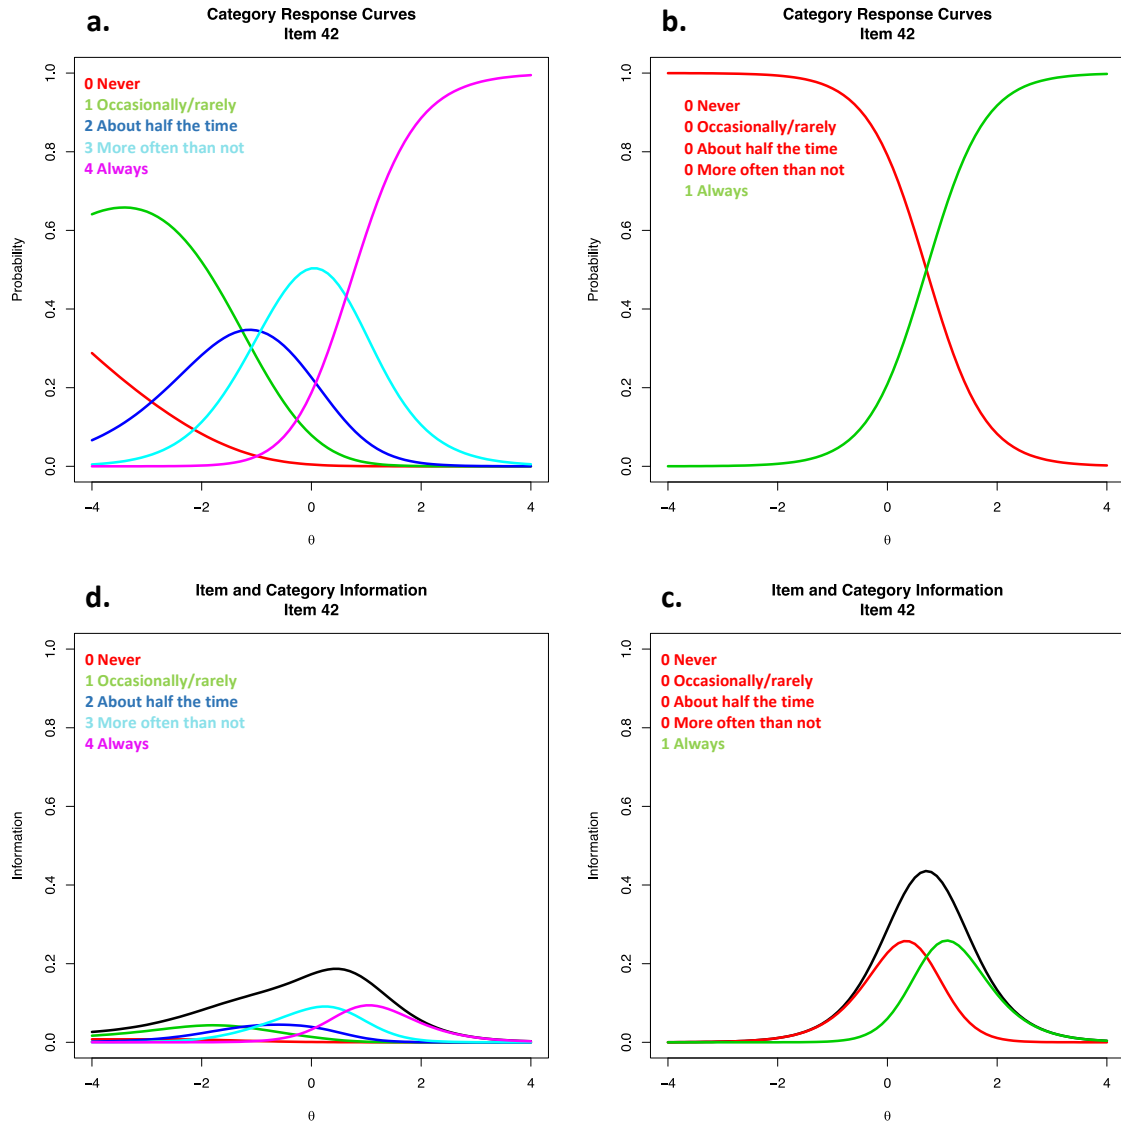 a.
Category Response Curves
Item 42
0 Never
1 Occasionally/rarely
2 About half the time
3 More often than not
4 Always
Probability
1.0
0.8
0.6
0.4
0.2
0.0
−4
−2
0
2
4
θ
b.
Category Response Curves
Item 42
0 Never
0 Occasionally/rarely
0 About half the time
0 More often than not
1 Always
Probability
1.0
0.8
0.6
0.4
0.2
0.0
−4
−2
0
2
4
θ
d.
Item and Category Information
Item 42
0 Never
1 Occasionally/rarely
2 About half the time
3 More often than not
4 Always
Information
1.0
0.8
0.6
0.4
0.2
0.0
−4
−2
0
2
4
θ
c.
Item and Category Information
Item 42
0 Never
0 Occasionally/rarely
0 About half the time
0 More often than not
1 Always
Information
1.0
0.8
0.6
0.4
0.2
0.0
−4
−2
0
2
4
θ